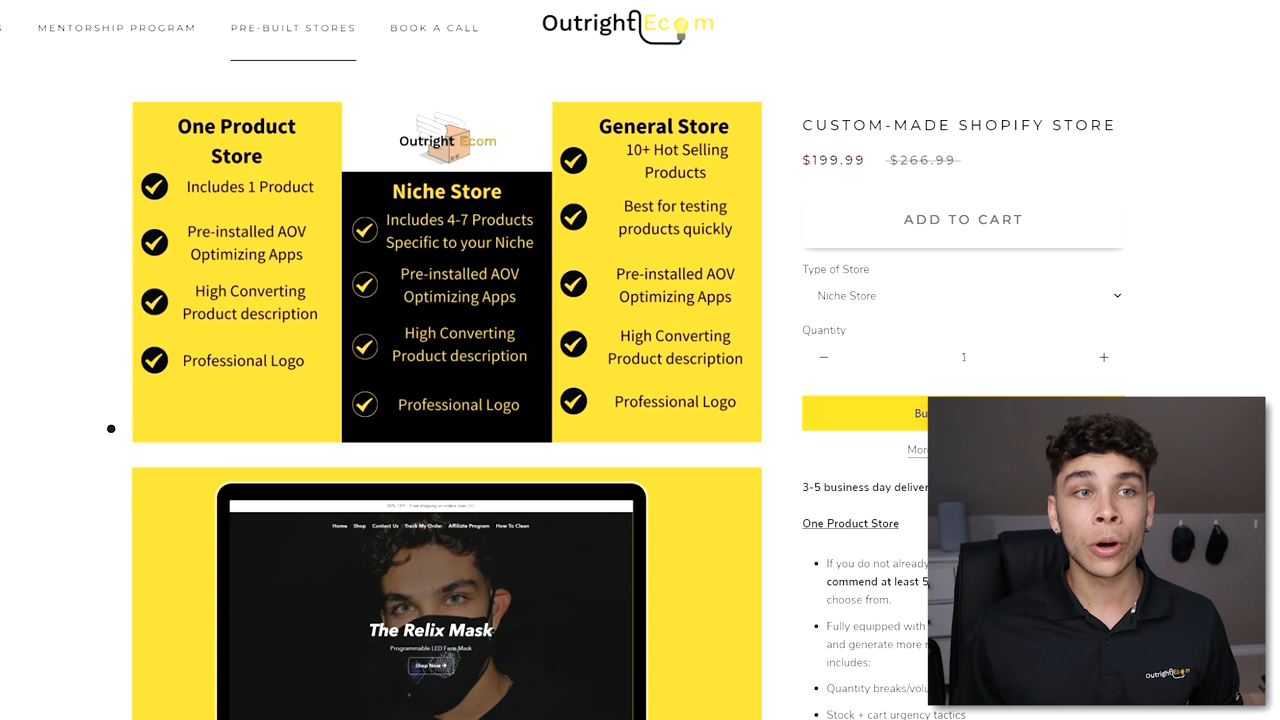 MENTORSHIP PROGRAM
PRE-BUILT STORES
BOOK A CALL
Outright Ecom
One Product
Store
Includes 1 Product
Pre-installed AOV
Optimizing Apps
High Converting
Product description
Professional Logo
Outright Ecom
Niche Store
Includes 4-7 Products
Specific to your Niche
Pre-installed AOV
Optimizing Apps
High Converting
Product description
Professional Logo
General Store
10+ Hot Selling
Products
Best for testing
products quickly
Pre-installed AOV
Optimizing Apps
High Converting
Product description
Professional Logo
CUSTOM-MADE SHOPIFY STORE
$199.99 $266.99
ADD TO CART
Type of Store
Niche Store
Quantity
1
3-5 business day
One Product Store
If you do not already
commend at least
choose from.
Fully equipped with
and generate more
includes:
Quantity
Stock + cart urgency tactics
Home Shop Contact Us Track My Order Affiliate Program How To Clean
The Relix Mask
Programmable LED Face Mask
Shop Now
Outright Ecom